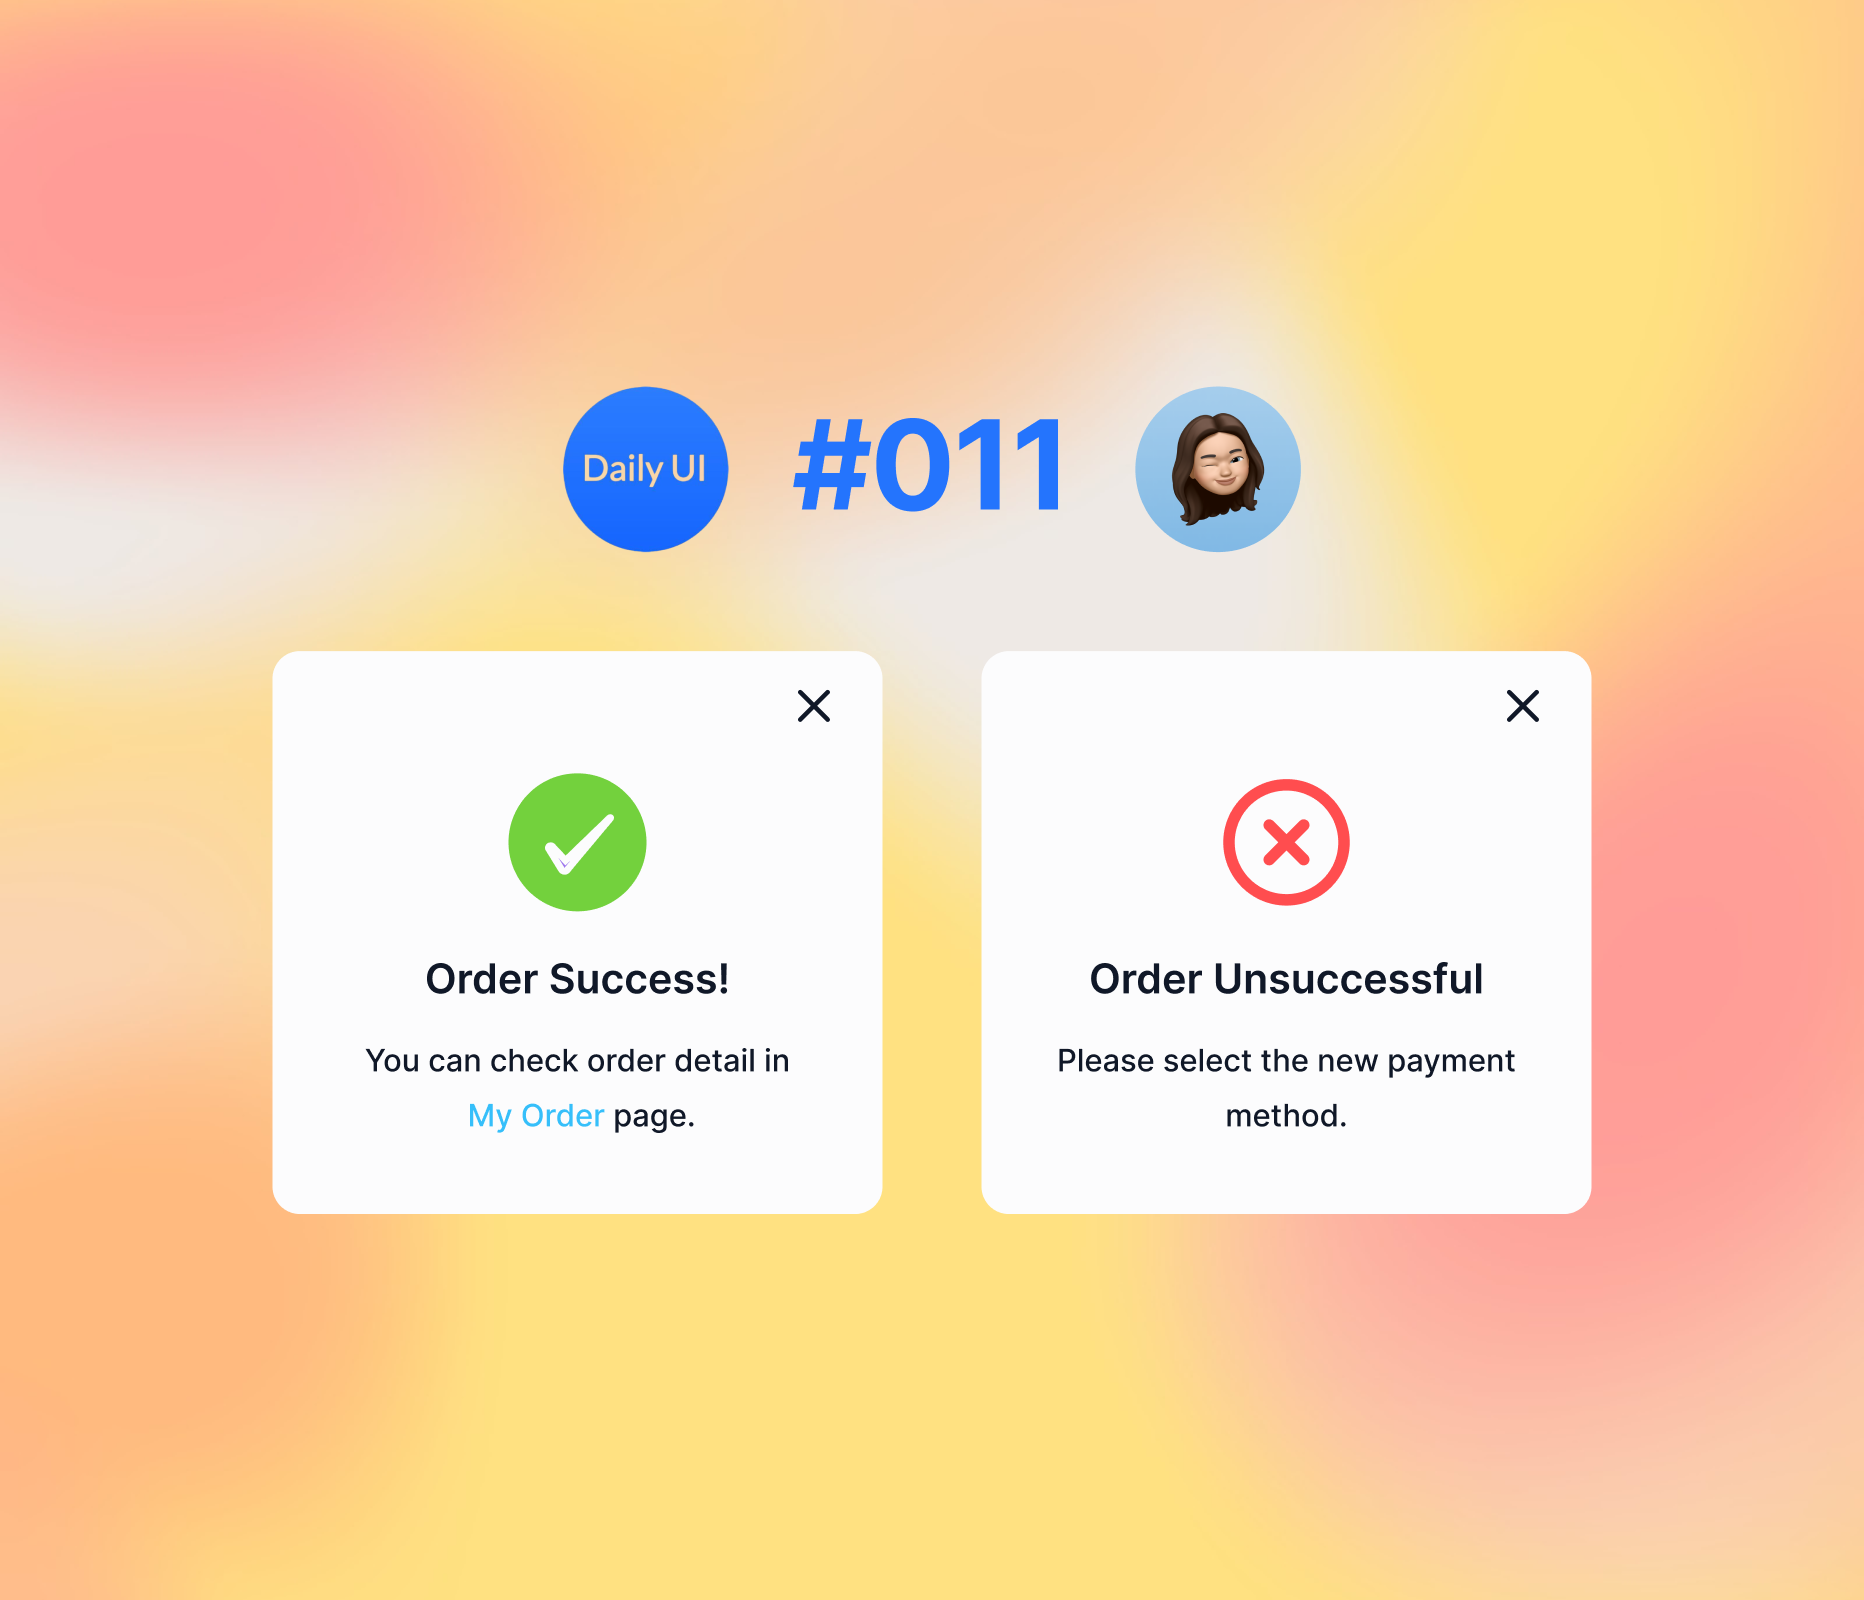 Daily UI
#011
Order Success!
You can check order detail in
My Order page.
Order Unsuccessful
Please select the new payment
method.